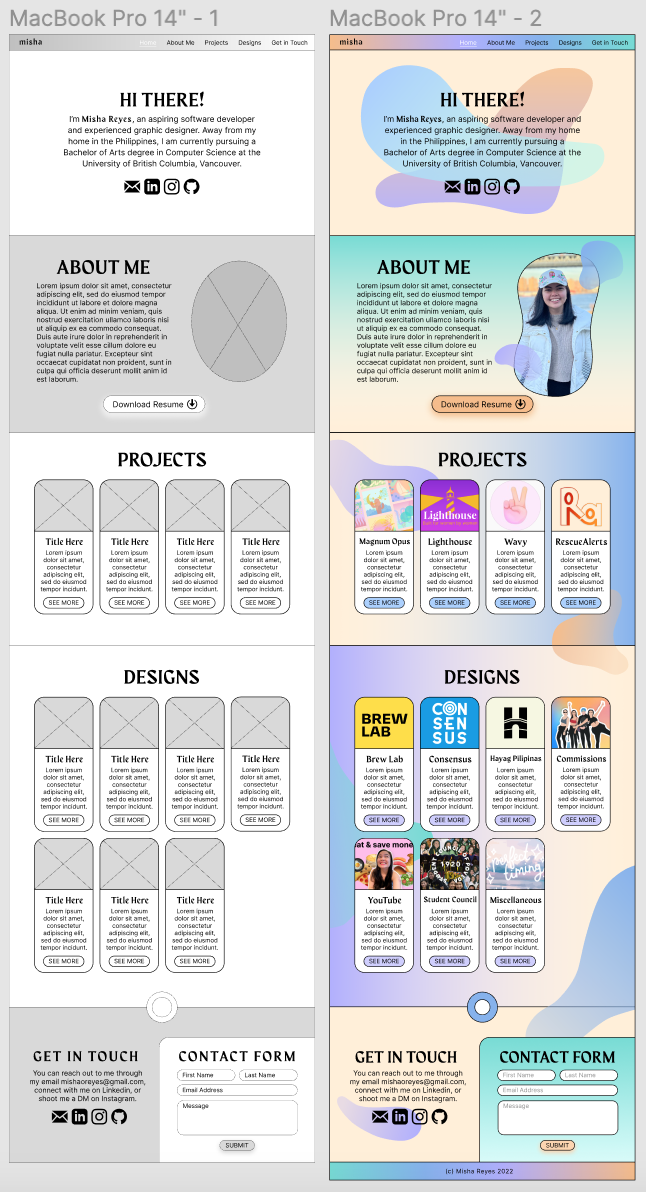 MacBook Pro 14" - 1
misha
Home About Me Projects Designs Get in Touch
HI THERE!
I'm Misha Reyes, an aspiring software developer
and experienced graphic designer. Away from my
home in the Philippines, I am currently pursuing a
Bachelor of Arts degree in Computer Science at the
University of British Columbia, Vancouver.
ABOUT ME
Lorem ipsum dolor sit amet, consectetur
adipiscing elit, sed do eiusmod tempor
incididunt ut labore et dolore magna
aliqua. Ut enim ad minim veniam, quis
nostrud exercitation ullamco laboris nisi
ut aliquip ex ea commodo consequat.
Duis aute irure dolor in reprehenderit in
voluptate velit esse cillum dolore eu
fugiat nulla pariatur. Excepteur sint
occaecat cupidatat non proident, sunt in
culpa qui officia deserunt mollit anim id
est laborum.
Download Resume
PROJECTS
Title Here
Lorem ipsum
dolor sit amet,
consectetur
adipiscing elit,
sed do eiusmod
tempor incidunt.
SEE MORE
Title Here
Lorem ipsum
dolor sit amet,
consectetur
adipiscing elit,
sed do eiusmod
tempor incidunt.
SEE MORE
Title Here
Lorem ipsum
dolor sit amet,
consectetur
adipiscing elit,
sed do eiusmod
tempor incidunt.
SEE MORE
Title Here
Lorem ipsum
dolor sit amet,
consectetur
adipiscing elit,
sed do eiusmod
tempor incidunt.
SEE MORE
DESIGNS
Title Here
Lorem ipsum
dolor sit amet,
consectetur
adipiscing elit,
sed do eiusmod
tempor incidunt.
SEE MORE
Title Here
Lorem ipsum
dolor sit amet,
consectetur
adipiscing elit,
sed do eiusmod
tempor incidunt.
SEE MORE
Title Here
Lorem ipsum
dolor sit amet,
consectetur
adipiscing elit,
sed do eiusmod
tempor incidunt.
SEE MORE
Title Here
Lorem ipsum
dolor sit amet,
consectetur
adipiscing elit,
sed do eiusmod
tempor incidunt.
SEE MORE
Title Here
Lorem ipsum
dolor sit amet,
consectetur
adipiscing elit,
sed do eiusmod
tempor incidunt.
SEE MORE
Title Here
Lorem ipsum
dolor sit amet,
consectetur
adipiscing elit,
sed do eiusmod
tempor incidunt.
SEE MORE
Title Here
Lorem ipsum
dolor sit amet,
consectetur
adipiscing elit,
sed do eiusmod
tempor incidunt.
SEE MORE
GET IN TOUCH
You can reach out to me through
my email mishaoreyes@gmail.com,
connect with me on Linkedin, or
shoot me a DM on Instagram.
CONTACT FORM
First Name Last Name
Email Address
Message
SUBMIT
MacBook Pro 14" - 2
misha
Home About Me Projects Designs Get in Touch
HI THERE!
I'm Misha Reyes, an aspiring software developer
and experienced graphic designer. Away from my
home in the Philippines, I am currently pursuing a
Bachelor of Arts degree in Computer Science at the
University of British Columbia, Vancouver.
ABOUT ME
Lorem ipsum dolor sit amet, consectetur
adipiscing elit, sed do eiusmod tempor
incididunt ut labore et dolore magna
aliqua. Ut enim ad minim veniam, quis
nostrud exercitation ullamco laboris nisi
ut aliquip ex ea commodo consequat.
Duis aute irure dolor in reprehenderit in
voluptate velit esse cillum dolore eu
fugiat nulla pariatur. Excepteur sint
occaecat cupidatat non proident, sunt in
culpa qui officia deserunt mollit anim id
est laborum.
Download Resume
PROJECTS
Magnum Opus
Lorem ipsum
dolor sit amet,
consectetur
adipiscing elit,
sed do eiusmod
tempor incidunt.
SEE MORE
Lighthouse
Lighthouse
Lorem ipsum
dolor sit amet,
consectetur
adipiscing elit,
sed do eiusmod
tempor incidunt.
SEE MORE
Wavy
Lorem ipsum
dolor sit amet,
consectetur
adipiscing elit,
sed do eiusmod
tempor incidunt.
SEE MORE
RescueAlerts
Lorem ipsum
dolor sit amet,
consectetur
adipiscing elit,
sed do eiusmod
tempor incidunt.
SEE MORE
DESIGNS
BREW
LAB
Brew Lab
Lorem ipsum
dolor sit amet,
consectetur
adipiscing elit,
sed do eiusmod
tempor incidunt.
SEE MORE
CON
SEN
SUS
Consensus
Lorem ipsum
dolor sit amet,
consectetur
adipiscing elit,
sed do eiusmod
tempor incidunt.
SEE MORE
Hayag Pilipinas
Lorem ipsum
dolor sit amet,
consectetur
adipiscing elit,
sed do eiusmod
tempor incidunt.
SEE MORE
Commissions
Lorem ipsum
dolor sit amet,
consectetur
adipiscing elit,
sed do eiusmod
tempor incidunt.
SEE MORE
at & save mone
YouTube
Lorem ipsum
dolor sit amet,
consectetur
adipiscing elit,
sed do eiusmod
tempor incidunt.
SEE MORE
1920
Student Council
Lorem ipsum
dolor sit amet,
consectetur
adipiscing elit,
sed do eiusmod
tempor incidunt.
SEE MORE
perfect
timing
Miscellaneous
Lorem ipsum
dolor sit amet,
consectetur
adipiscing elit,
sed do eiusmod
tempor incidunt.
SEE MORE
GET IN TOUCH
You can reach out to me through
my email mishaoreyes@gmail.com,
connect with me on Linkedin, or
shoot me a DM on Instagram.
CONTACT FORM
First Name Last Name
Email Address
Message
SUBMIT
(c) Misha Reyes 2022